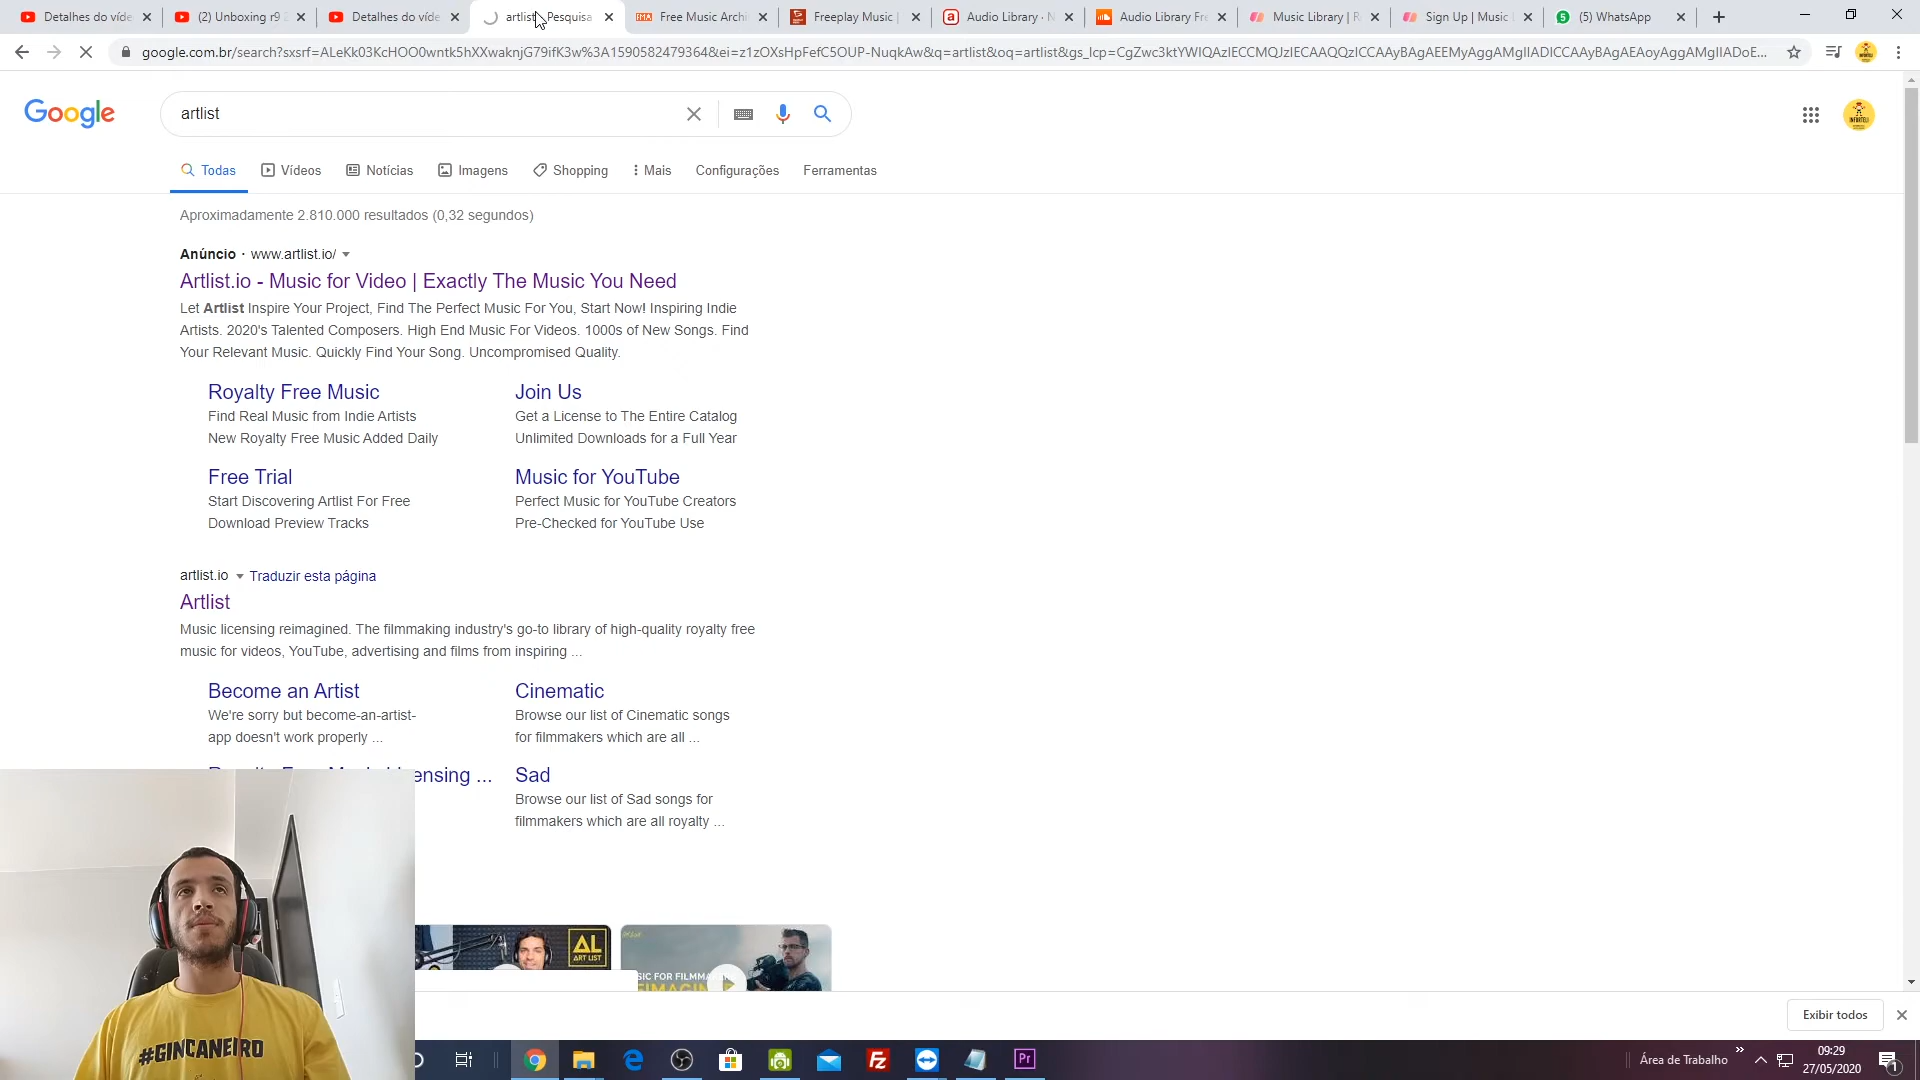 Detalhes do víde
(2) Unboxing r9
Detalhes do víde
artlist
Pesquisa
Free Music Archi
Freeplay Music |
Audio Library · N
Audio Library Fre
Music Library | R
Sign Up | Music
(5) WhatsApp
google.com.br/search?sxsrf=ALeKk03KcHOO0wntk5hXXwaknjG79ifK3w%3A1590582479364&ei=z1zOXsHpFefC5OUP-NuqkAw&q=artlist&oq=artlist&gs_lcp=CgZwc3ktYWIQAzIECCMQJzIECAAQQzICCAAyBAgAEEMyAggAMgIIADICCAAyBAgAEAoyAggAMgIIADoE...
Google
artlist
INFANTELI
Todas
Vídeos
Notícias
Imagens
Shopping
Mais
Configurações
Ferramentas
Aproximadamente 2.810.000 resultados (0,32 segundos)
Anúncio · www.artlist.io/
Artlist.io - Music for Video | Exactly The Music You Need
Let Artlist Inspire Your Project, Find The Perfect Music For You, Start Now! Inspiring Indie
Artists. 2020's Talented Composers. High End Music For Videos. 1000s of New Songs. Find
Your Relevant Music. Quickly Find Your Song. Uncompromised Quality.
Royalty Free Music
Find Real Music from Indie Artists
New Royalty Free Music Added Daily
Join Us
Get a License to The Entire Catalog
Unlimited Downloads for a Full Year
Free Trial
Start Discovering Artlist For Free
Download Preview Tracks
Music for YouTube
Perfect Music for YouTube Creators
Pre-Checked for YouTube Use
artlist.io
Traduzir esta página
Artlist
Music licensing reimagined. The filmmaking industry's go-to library of high-quality royalty free
music for videos, YouTube, advertising and films from inspiring ...
Become an Artist
We're sorry but become-an-artist-
app doesn't work properly ...
Cinematic
Browse our list of Cinematic songs
for filmmakers which are all ...
ensing ...
Sad
Browse our list of Sad songs for
filmmakers which are all royalty ...
AL
ART LIST
SIC FOR FILMMA
#GINCANEIRO
Exibir todos
Pr
Área de Trabalho
09:29
27/05/2020
1